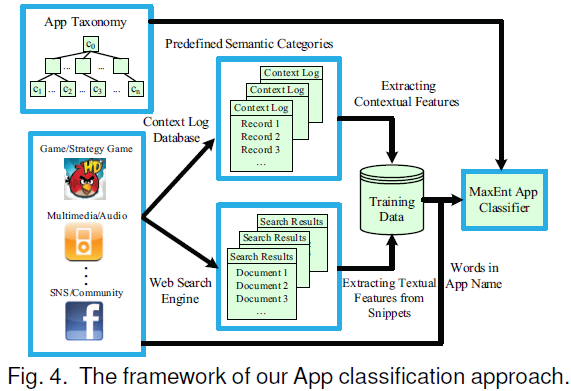 App Taxonomy
c0
... ...
c1 ... c2 ... c3 ... cn
Predefined Semantic Categories
Game/Strategy Game
HD
Multimedia/Audio
SNS/Community
f
Context Log
Database
Web Search
Engine
Context Log
Context Log
Context Log
Record 1
Record 2
Record 3
...
Search Results
Search Results
Search Results
Document 1
Document 2
Document 3
...
Extracting
Contextual Features
Training
Data
Extracting Textual
Features from
Snippets
Words in
App Name
MaxEnt App
Classifier
Fig. 4. The framework of our App classification approach.